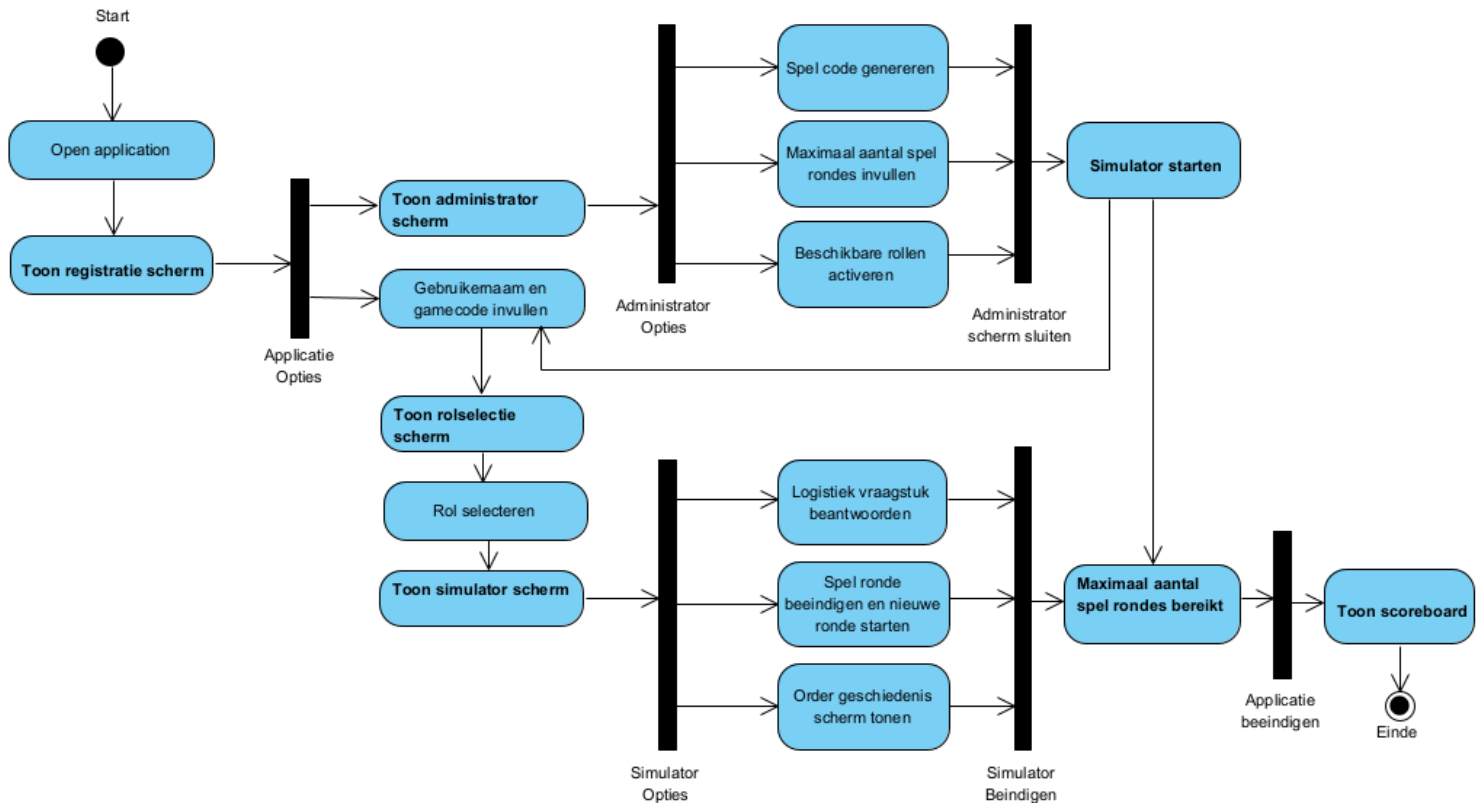 Start
Open application
Toon registratie scherm
Applicatie
Opties
Toon administrator
scherm
Gebruikernaam en
gamecode invullen
Toon rolselectie
scherm
Rol selecteren
Toon simulator scherm
Administrator
Opties
Spel code genereren
Maximaal aantal spel
rondes invullen
Beschikbare rollen
activeren
Administrator
scherm sluiten
Simulator starten
Simulator
Opties
Logistiek vraagstuk
beantwoorden
Spel ronde
beeindigen en nieuwe
ronde starten
Order geschiedenis
scherm tonen
Simulator
Beindigen
Maximaal aantal
spel rondes bereikt
Applicatie
beeindigen
Toon scoreboard
Einde